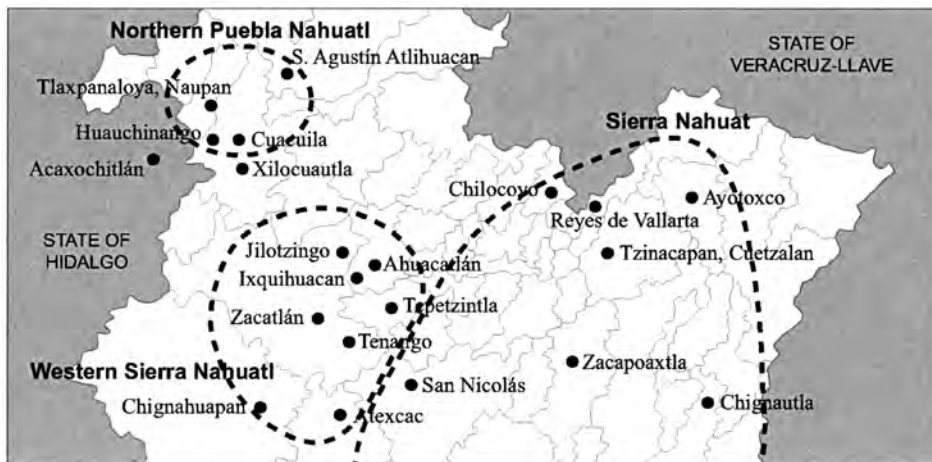 Northern Puebla Nahuatl
S. Agustín Atlihuacan
STATE OF
VERACRUZ-LLAVE
Tlaxpanaloya, Naupan
Sierra Nahuat
Huauchinango
Cuacuila
Acaxochitlán
Xilocuautla
Chilocoyo
Ayotoxco
Reyes de Vallarta
STATE OF
HIDALGO
Jilotzingo
Ahuacatlán
Tzinacapan, Cuetzalan
Ixquihuacan
Tepetzintla
Zacatlán
Tenango
Western Sierra Nahuatl
Zacapoaxtla
San Nicolás
Chignahuapan
Atexcac
Chignautla